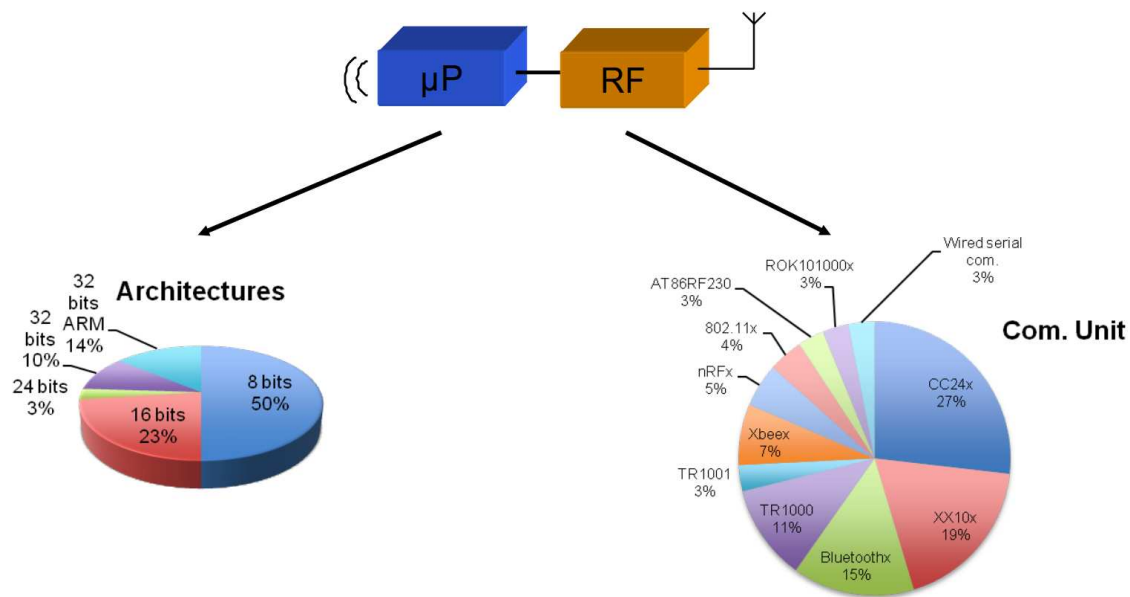 µP
RF
Architectures
32
bits
ARM
14%
32
bits
10%
24 bits
3%
16 bits
23%
8 bits
50%
Com. Unit
Wired serial
com.
3%
ROK101000x
3%
AT86RF230
3%
802.11x
4%
nRFx
5%
Xbeex
7%
TR1001
3%
TR1000
11%
Bluetoothx
15%
XX10x
19%
CC24x
27%